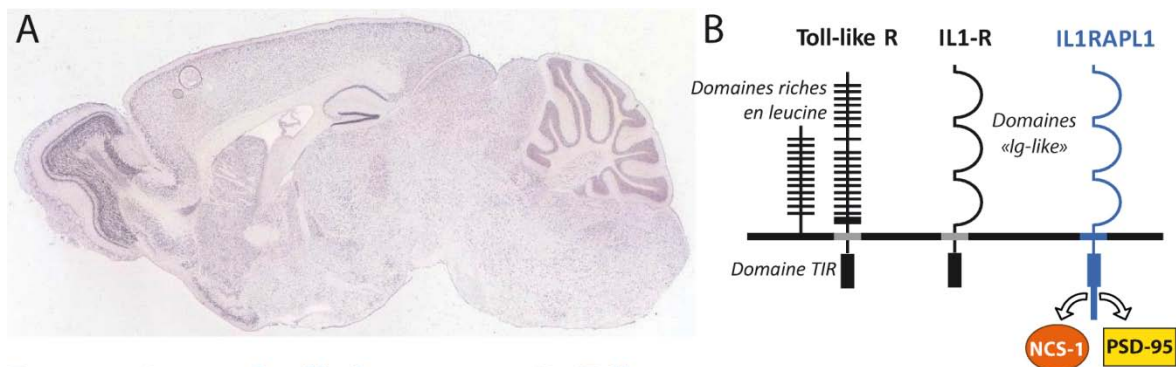 A
B
Toll-like R
IL1-R
IL1RAPL1
Domaines riches
en leucine
Domaines
«Ig-like»
Domaine TIR
NCS-1
PSD-95